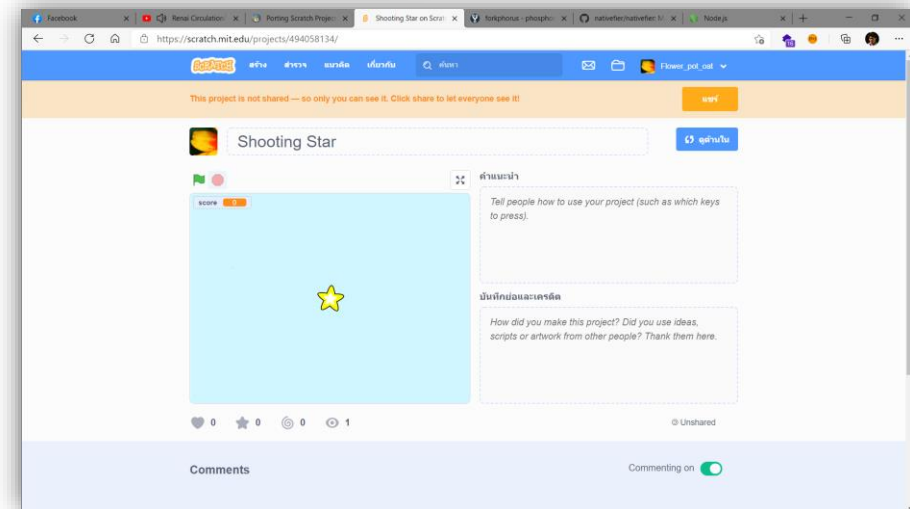 Facebook
Renai Circulation
Porting Scratch Project
Shooting Star on Scrat
forkphorus - phospho
nativefier/nativefier: M
Node.js
https://scratch.mit.edu/projects/494058134/
SCRATCH สร้าง สำรวจ แนวคิด เกี่ยวกับ ค้นหา Flower_pot_oat
This project is not shared — so only you can see it. Click share to let everyone see it! แชร์
Shooting Star ดูด้านใน
score 0
คำแนะนำ
Tell people how to use your project (such as which keys
to press).
บันทึกย่อและเครดิต
How did you make this project? Did you use ideas,
scripts or artwork from other people? Thank them here.
0 0 0 1 Unshared
Comments Commenting on